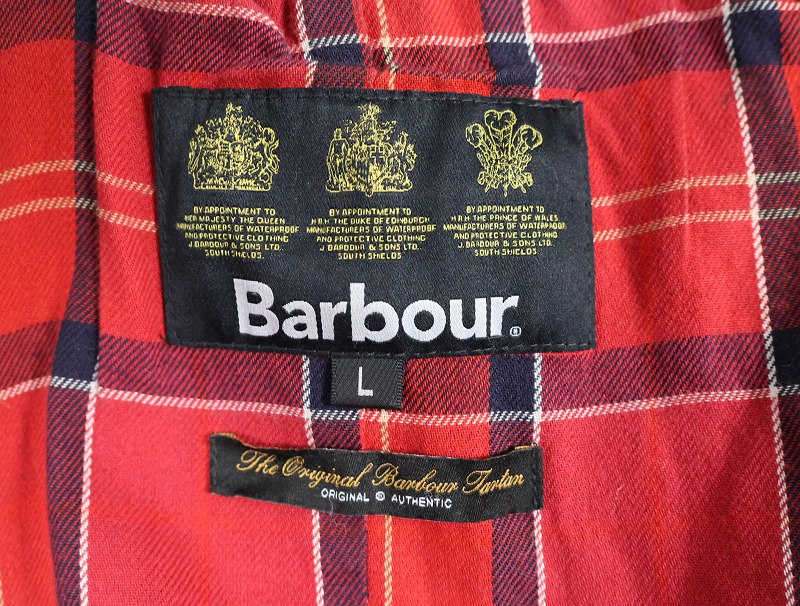 BY APPOINTMENT TO
HER MAJESTY THE QUEEN
MANUFACTURERS OF WATERPROOF
AND PROTECTIVE CLOTHING
J. BARBOUR & SONS LTD.
SOUTH SHIELDS.
BY APPOINTMENT TO
H.R.H. THE DUKE OF EDINBURGH
MANUFACTURERS OF WATERPROOF
AND PROTECTIVE CLOTHING
J. BARBOUR & SONS LTD.
SOUTH SHIELDS.
BY APPOINTMENT TO
H.R.H. THE PRINCE OF WALES
MANUFACTURERS OF WATERPROOF
AND PROTECTIVE CLOTHING
J. BARBOUR & SONS LTD.
SOUTH SHIELDS.
Barbour®
L
The Original Barbour Tartan
ORIGINAL ® AUTHENTIC